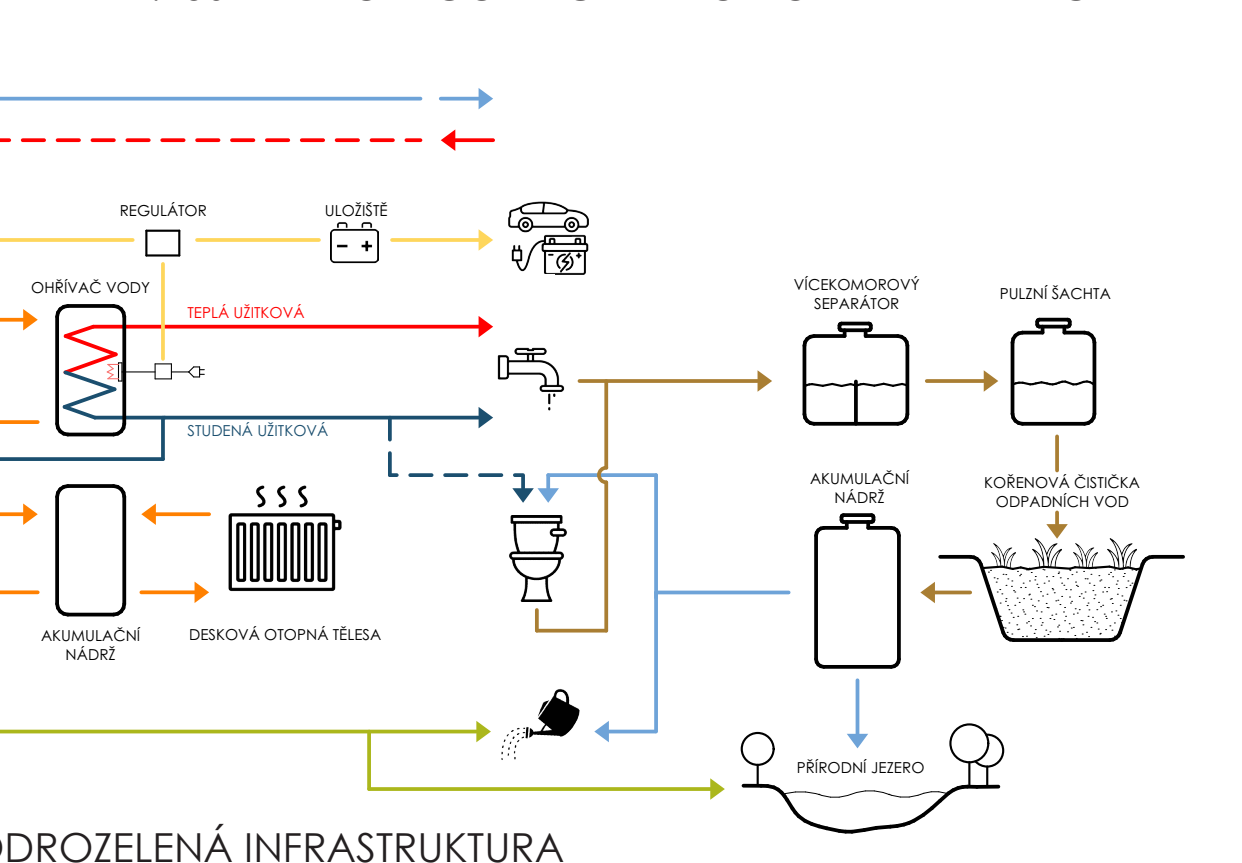 REGULÁTOR
ULOŽIŠTĚ
OHŘÍVAČ VODY
TEPLÁ UŽITKOVÁ
STUDENÁ UŽITKOVÁ
VÍCEKOMOROVÝ
SEPARÁTOR
PULZNÍ ŠACHTA
AKUMULAČNÍ
NÁDRŽ
KOŘENOVÁ ČISTIČKA
ODPADNÍCH VOD
AKUMULAČNÍ
NÁDRŽ
DESKOVÁ OTOPNÁ TĚLESA
PŘÍRODNÍ JEZERO
ODROZELENÁ INFRASTRUKTURA